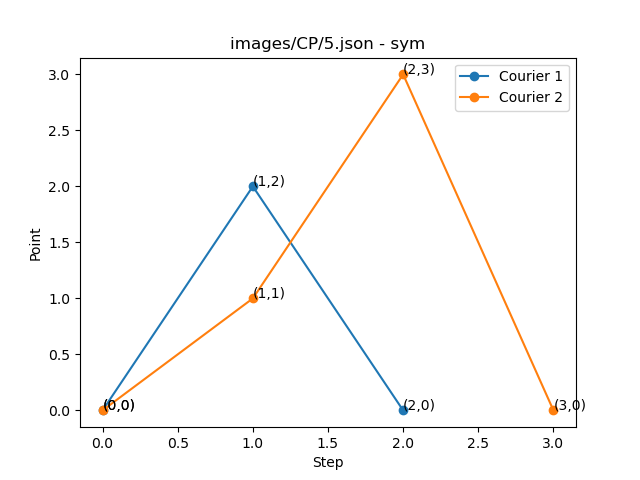 images/CP/5.json - sym
Courier 1
Courier 2
Point
3.0
2.5
2.0
1.5
1.0
0.5
0.0
(2,3)
(1,2)
(1,1)
(0,0)
(0,0)
(2,0)
(3,0)
0.0 0.5 1.0 1.5 2.0 2.5 3.0
Step